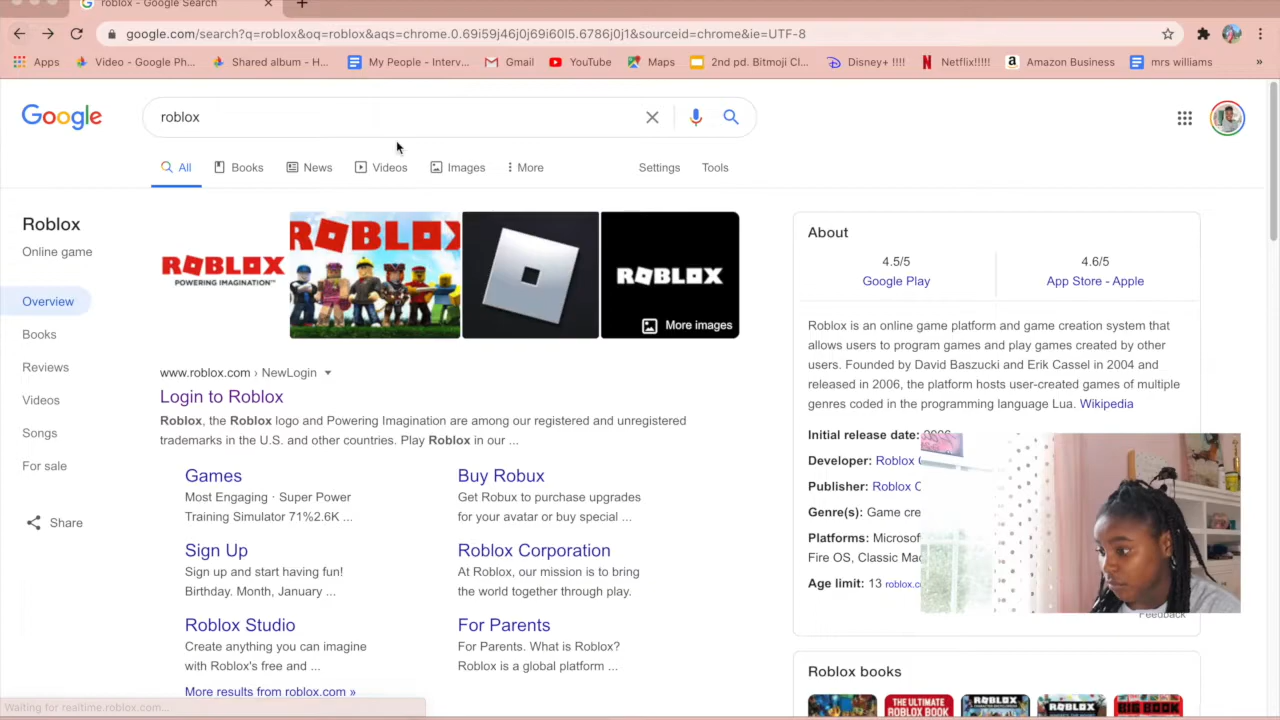 roblox - Google Search
google.com/search?q=roblox&oq=roblox&aqs=chrome.0.69i59j46j0j69i60l5.6786j0j1&sourceid=chrome&ie=UTF-8
Apps Video - Google Ph... Shared album - H... My People - Interv... Gmail YouTube Maps 2nd pd. Bitmoji Cl... Disney+ !!!! Netflix!!!!! Amazon Business mrs williams »
Google
roblox
All Books News Videos Images More Settings Tools
Roblox
Online game
Overview
Books
Reviews
Videos
Songs
For sale
Share
ROBLOX
POWERING IMAGINATION™
ROBLOX
ROBLOX
More images
www.roblox.com › NewLogin
Login to Roblox
Roblox, the Roblox logo and Powering Imagination are among our registered and unregistered
trademarks in the U.S. and other countries. Play Roblox in our ...
Games
Most Engaging · Super Power
Training Simulator 71%2.6K ...
Buy Robux
Get Robux to purchase upgrades
for your avatar or buy special ...
Sign Up
Sign up and start having fun!
Birthday. Month, January ...
Roblox Corporation
At Roblox, our mission is to bring
the world together through play.
Roblox Studio
Create anything you can imagine
with Roblox's free and ...
For Parents
For Parents. What is Roblox?
Roblox is a global platform ...
More results from roblox.com »
About
4.5/5
Google Play
4.6/5
App Store - Apple
Roblox is an online game platform and game creation system that
allows users to program games and play games created by other
users. Founded by David Baszucki and Erik Cassel in 2004 and
released in 2006, the platform hosts user-created games of multiple
genres coded in the programming language Lua. Wikipedia
Initial release date: 2006
Developer: Roblox C
Publisher: Roblox C
Genre(s): Game cre
Platforms: Microsof
Fire OS, Classic Mac
Age limit: 13 roblox.c
Feedback
Roblox books
THE ULTIMATE
ROBLOX BOOK
ROBLOX
ROBLOX
BIG BOOK
Waiting for realtime.roblox.com...